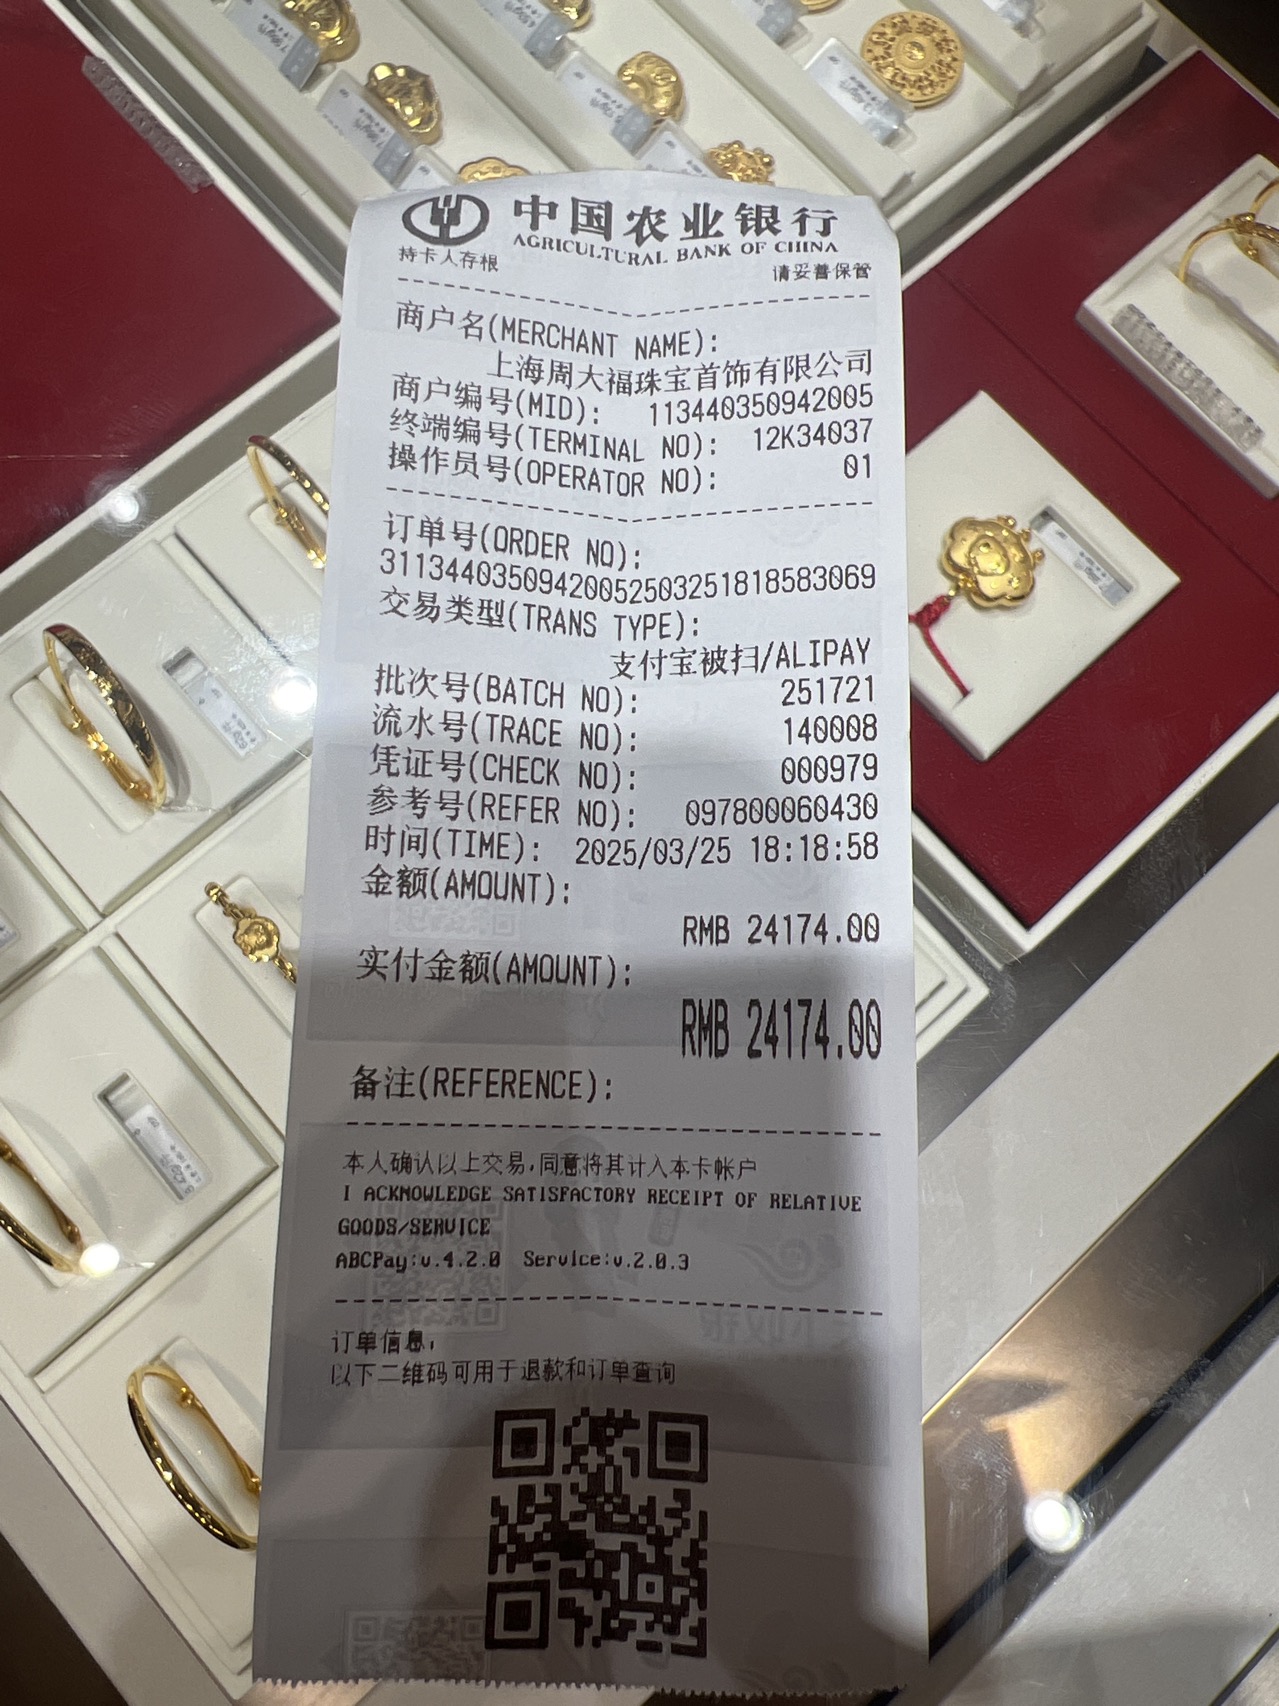 中国农业银行
AGRICULTURAL BANK OF CHINA
持卡人存根 请妥善保管
商户名(MERCHANT NAME):
上海周大福珠宝首饰有限公司
商户编号(MID): 113440350942005
终端编号(TERMINAL NO): 12K34037
操作员号(OPERATOR NO): 01
订单号(ORDER NO):
31134403509420052503251818583069
交易类型(TRANS TYPE):
支付宝被扫/ALIPAY
批次号(BATCH NO): 251721
流水号(TRACE NO): 140008
凭证号(CHECK NO): 000979
参考号(REFER NO): 097800060430
时间(TIME): 2025/03/25 18:18:58
金额(AMOUNT):
RMB 24174.00
实付金额(AMOUNT):
RMB 24174.00
备注(REFERENCE):
本人确认以上交易,同意将其计入本卡帐户
I ACKNOWLEDGE SATISFACTORY RECEIPT OF RELATIVE
GOODS/SERVICE
ABCPay:v.4.2.0 Service:v.2.0.3
订单信息:
以下二维码可用于退款和订单查询